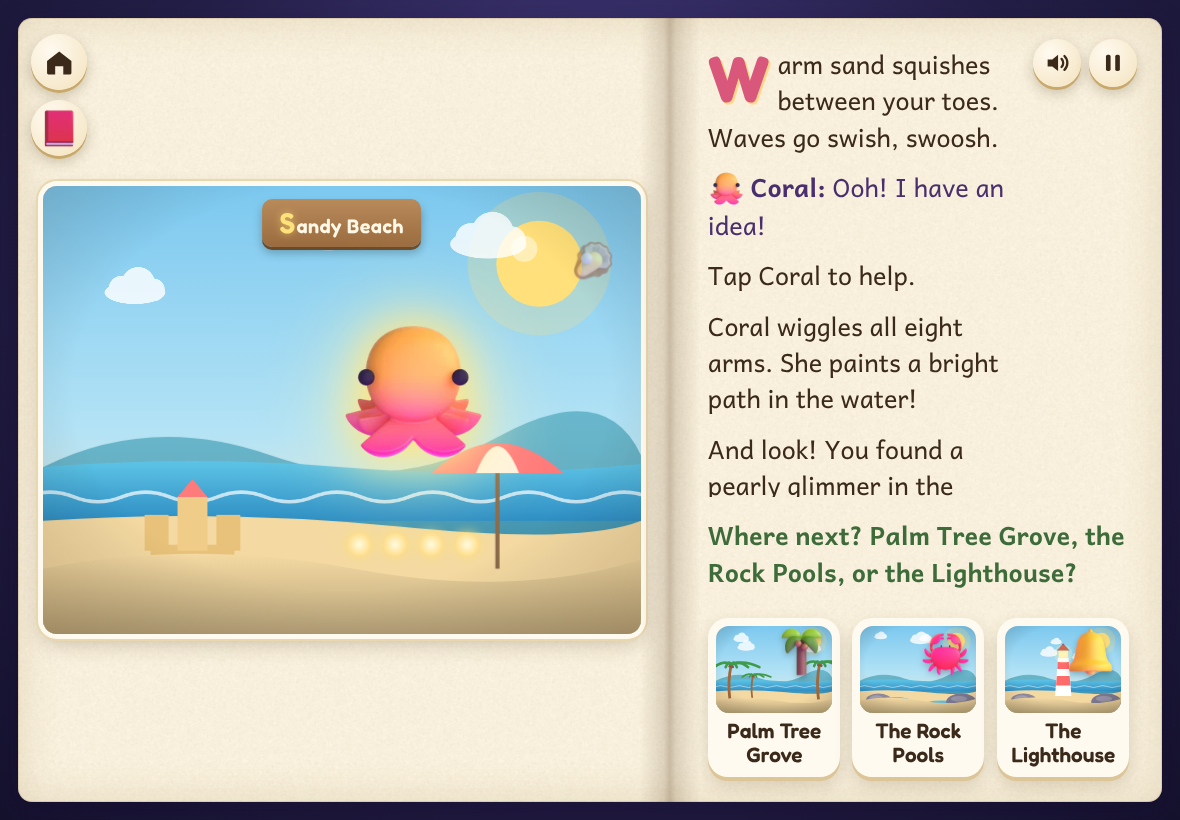 Sandy Beach
Warm sand squishes
between your toes.
Waves go swish, swoosh.
Coral: Ooh! I have an
idea!
Tap Coral to help.
Coral wiggles all eight
arms. She paints a bright
path in the water!
And look! You found a
pearly glimmer in the
Where next? Palm Tree Grove, the
Rock Pools, or the Lighthouse?
Palm Tree
Grove
The Rock
Pools
The
Lighthouse